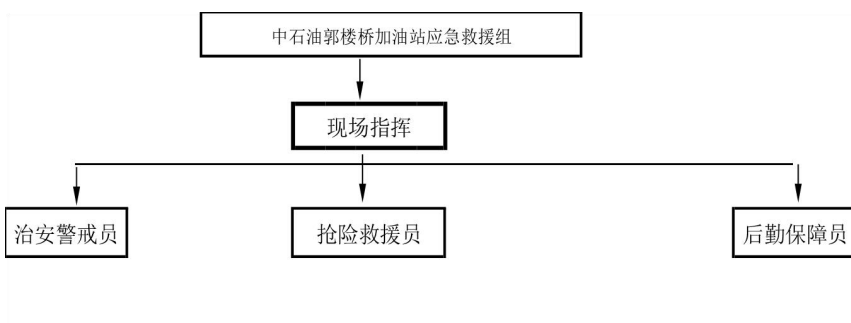 中石油郭楼桥加油站应急救援组
现场指挥
治安警戒员
抢险救援员
后勤保障员